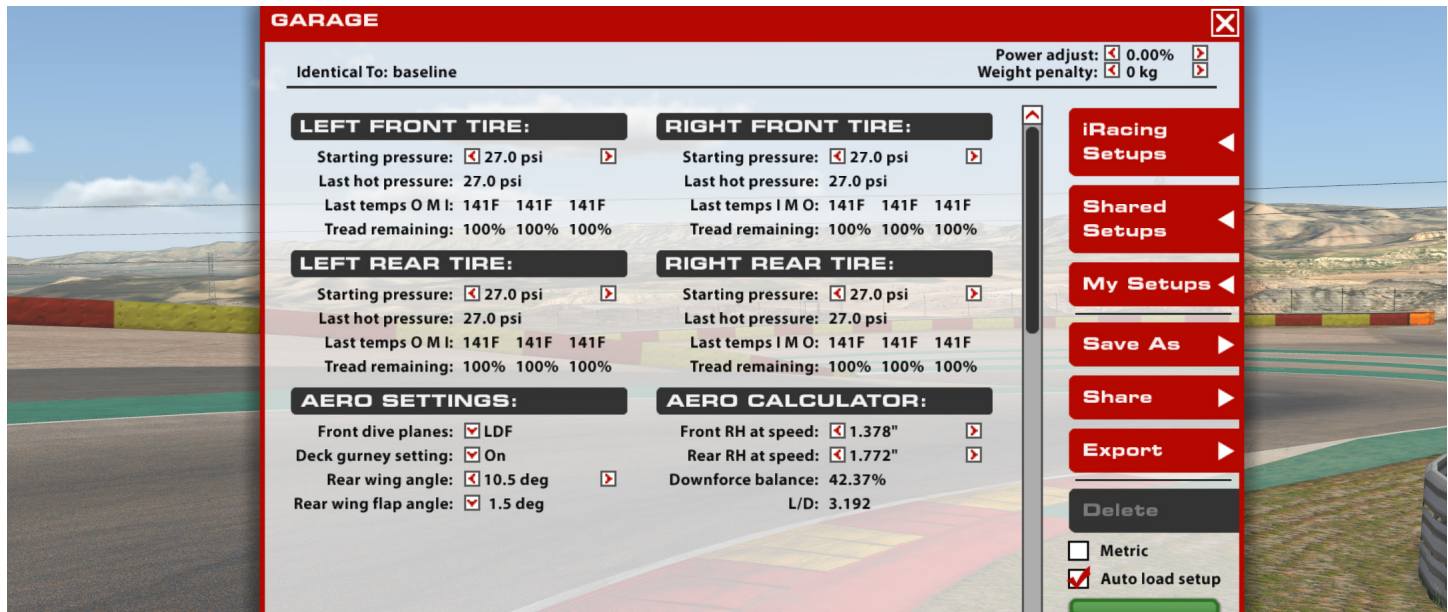 GARAGE
Power adjust: 0.00%
Identical To: baseline
Weight penalty: 0 kg
LEFT FRONT TIRE:
Starting pressure: 27.0 psi
Last hot pressure: 27.0 psi
Last temps O M I: 141F 141F 141F
Tread remaining: 100% 100% 100%
RIGHT FRONT TIRE:
Starting pressure: 27.0 psi
Last hot pressure: 27.0 psi
Last temps I M O: 141F 141F 141F
Tread remaining: 100% 100% 100%
LEFT REAR TIRE:
Starting pressure: 27.0 psi
Last hot pressure: 27.0 psi
Last temps O M I: 141F 141F 141F
Tread remaining: 100% 100% 100%
RIGHT REAR TIRE:
Starting pressure: 27.0 psi
Last hot pressure: 27.0 psi
Last temps I M O: 141F 141F 141F
Tread remaining: 100% 100% 100%
AERO SETTINGS:
Front dive planes: LDF
Deck gurney setting: On
Rear wing angle: 10.5 deg
Rear wing flap angle: 1.5 deg
AERO CALCULATOR:
Front RH at speed: 1.378"
Rear RH at speed: 1.772"
Downforce balance: 42.37%
L/D: 3.192
iRacing
Setups
Shared
Setups
My Setups
Save As
Share
Export
Delete
Metric
Auto load setup